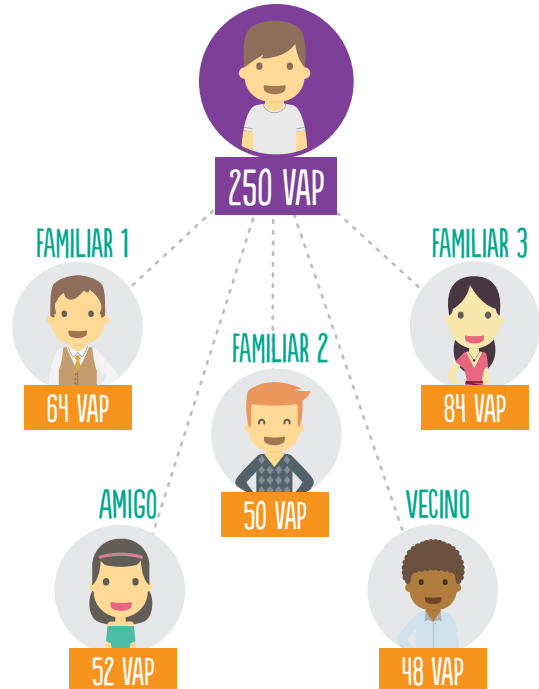 250 VAP
FAMILIAR 1
64 VAP
FAMILIAR 3
84 VAP
FAMILIAR 2
50 VAP
AMIGO
52 VAP
VECINO
48 VAP